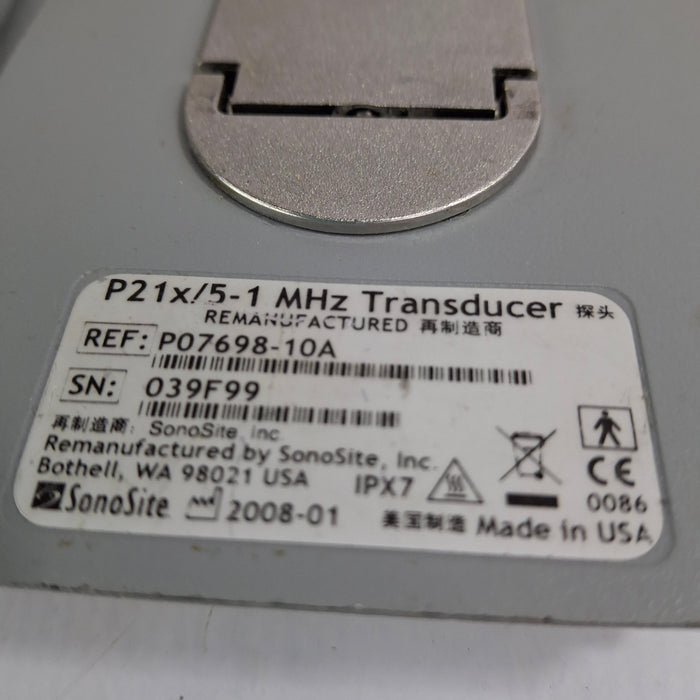 P21x/5-1 MHz Transducer 探头
REMANUFACTURED 再制造商
REF: P07698-10A
SN: 039F99
再制造商: SonoSite, Inc.
Remanufactured by SonoSite, Inc.
Bothell, WA 98021 USA IPX7
CE
0086
SonoSite 2008-01 美国制造 Made in USA